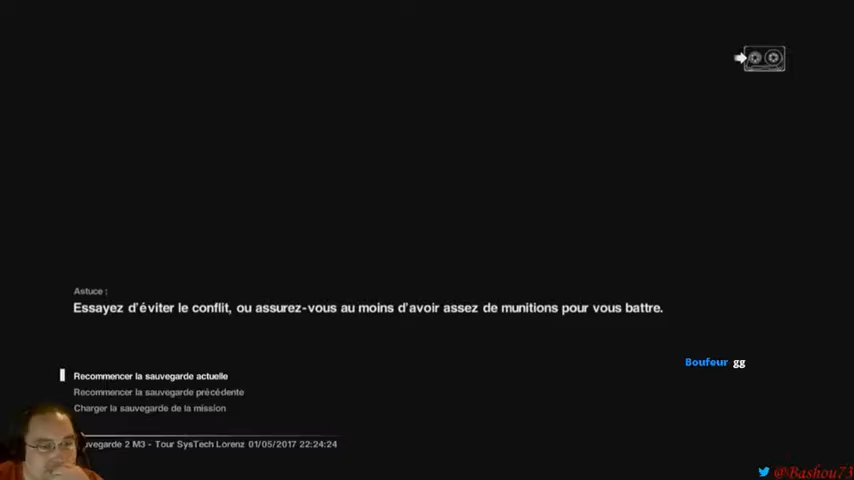 Astuce :
Essayez d'éviter le conflit, ou assurez-vous au moins d'avoir assez de munitions pour vous battre.
Boufeur gg
Recommencer la sauvegarde actuelle
Recommencer la sauvegarde précédente
Charger la sauvegarde de la mission
uvegarde 2 M3 - Tour SysTech Lorenz 01/05/2017 22:24:24
@Bashou73